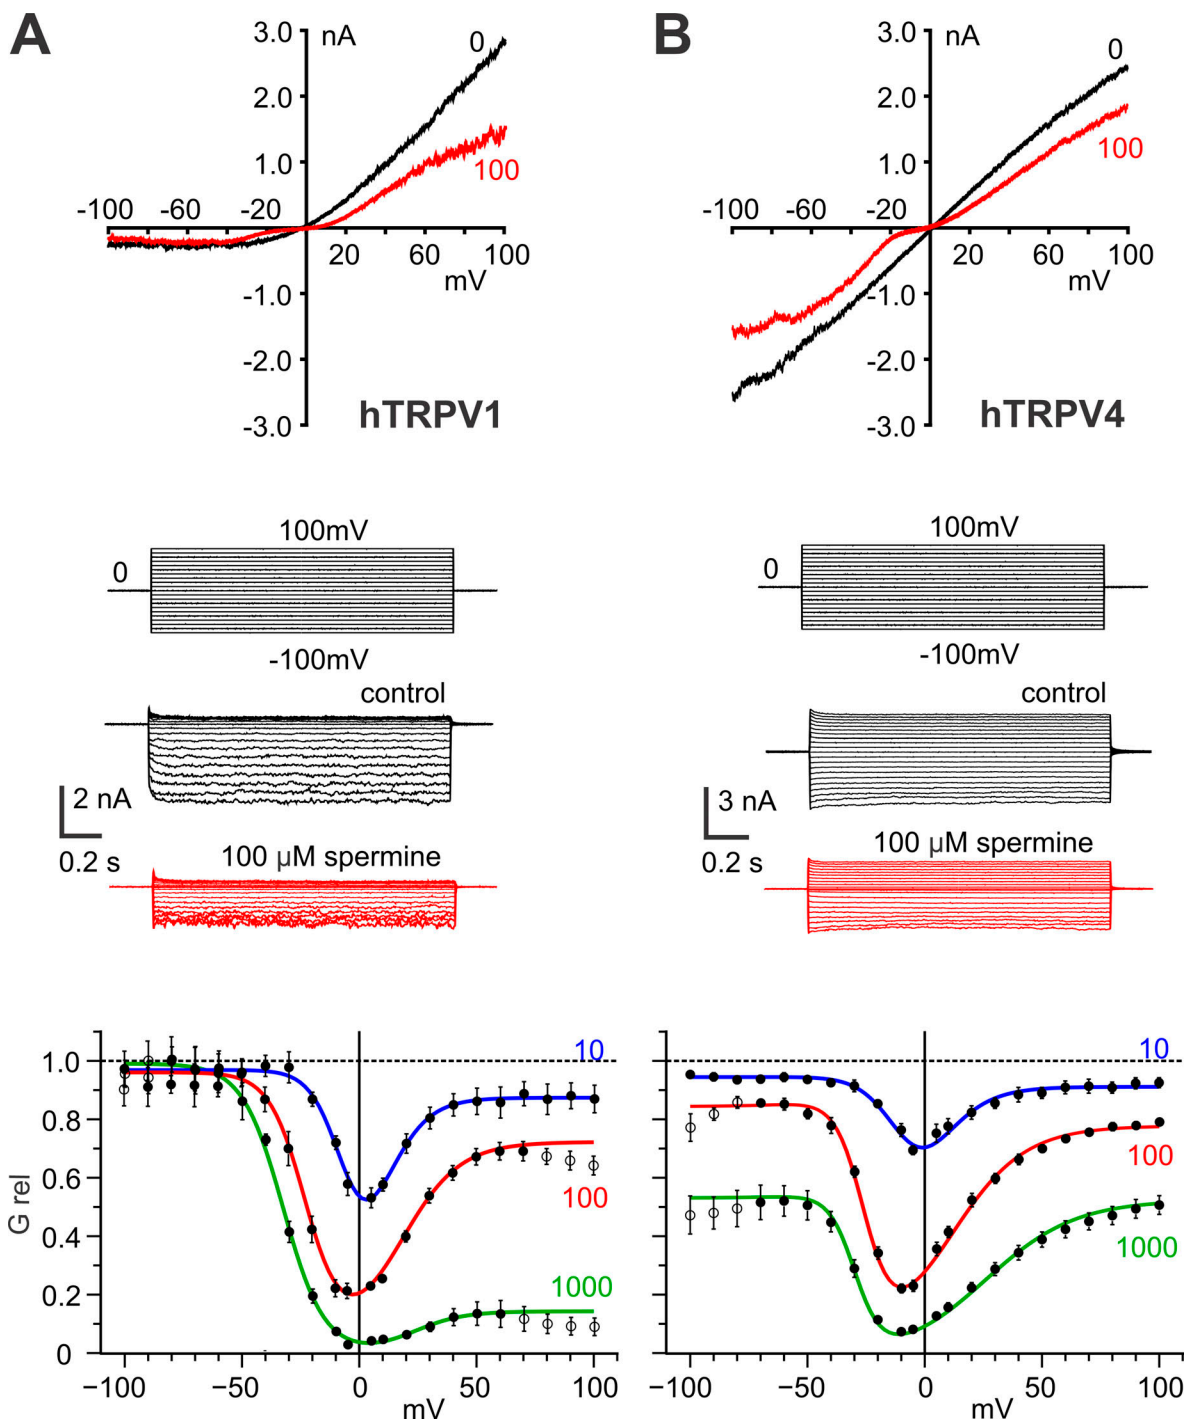 A
B
3.0 nA
0
2.0
1.0
100
-100 -60 -20
20 60 100
mV
-1.0
-2.0
-3.0
hTRPV1
3.0 nA
0
2.0
1.0
100
-100 -60 -20
20 60 100
mV
-1.0
-2.0
-3.0
hTRPV4
100mV
0
-100mV
control
2 nA
0.2 s
100 µM spermine
100mV
0
-100mV
control
3 nA
0.2 s
100 µM spermine
G rel
1.0
0.8
0.6
0.4
0.2
0
10
100
1000
−100 −50 0 50 100
mV
10
100
1000
−100 −50 0 50 100
mV